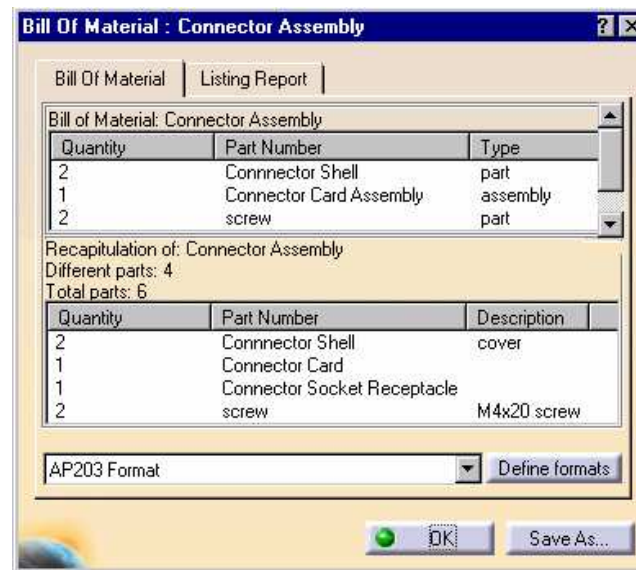 Bill Of Material : Connector Assembly ? ×
Bill Of Material Listing Report
Bill of Material: Connector Assembly
Quantity Part Number Type
2 Connnector Shell part
1 Connector Card Assembly assembly
2 screw part
Recapitulation of: Connector Assembly
Different parts: 4
Total parts: 6
Quantity Part Number Description
2 Connnector Shell cover
1 Connector Card
1 Connector Socket Receptacle
2 screw M4x20 screw
AP203 Format Define formats
OK Save As...